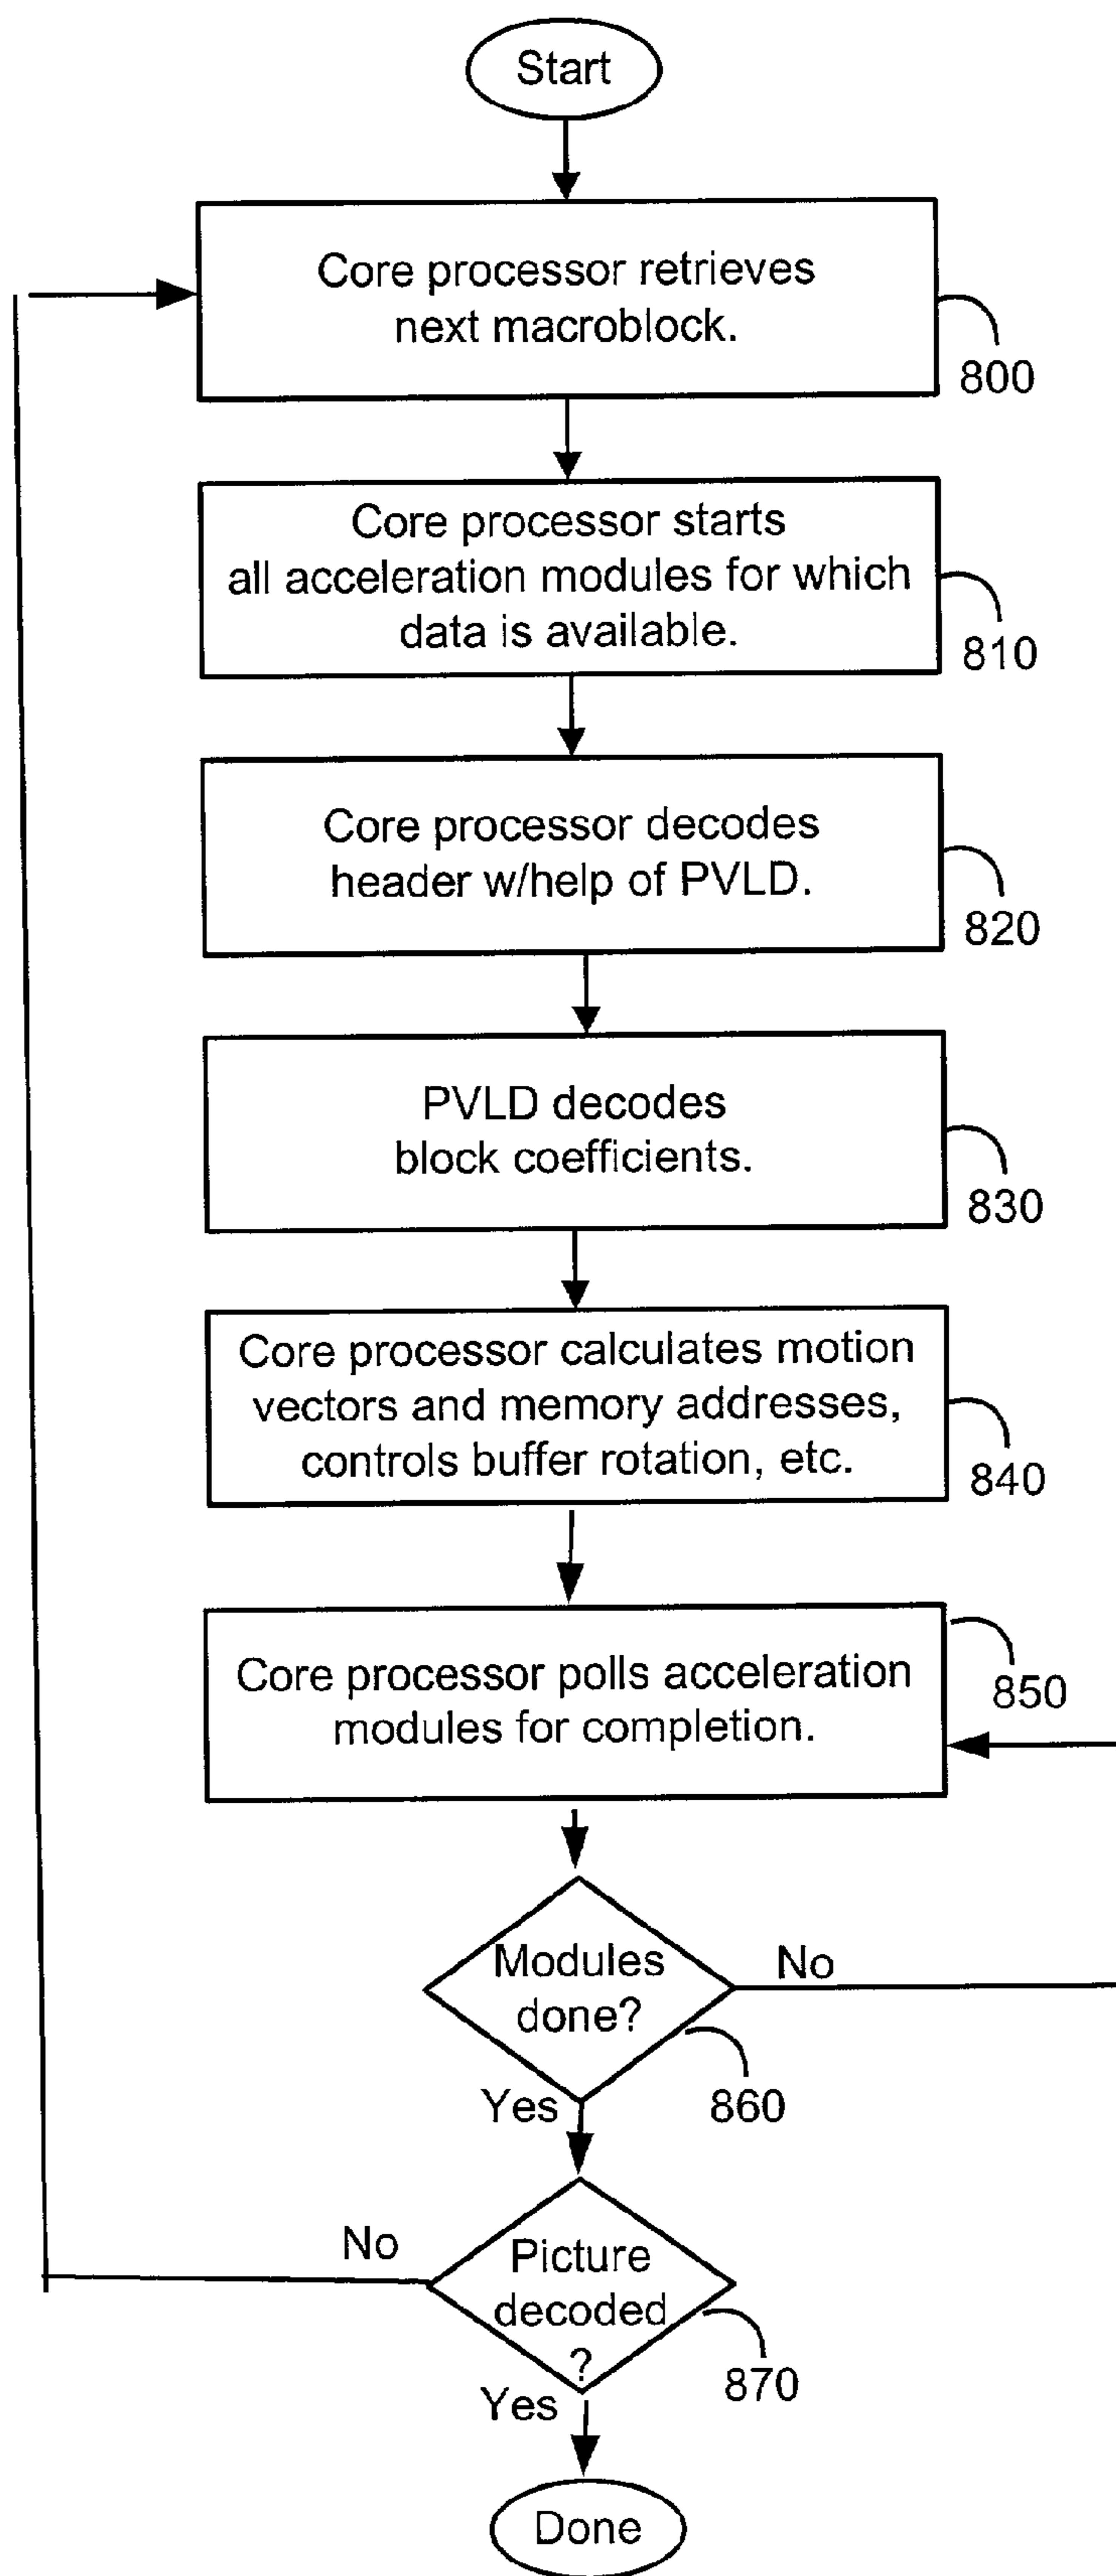 Start
Core processor retrieves
next macroblock.
800
Core processor starts
all acceleration modules for which
data is available.
810
Core processor decodes
header w/help of PVLD.
820
PVLD decodes
block coefficients.
830
Core processor calculates motion
vectors and memory addresses,
controls buffer rotation, etc.
840
Core processor polls acceleration
modules for completion.
850
Modules
done?
No
860
Yes
No
Picture
decoded
?
870
Yes
Done